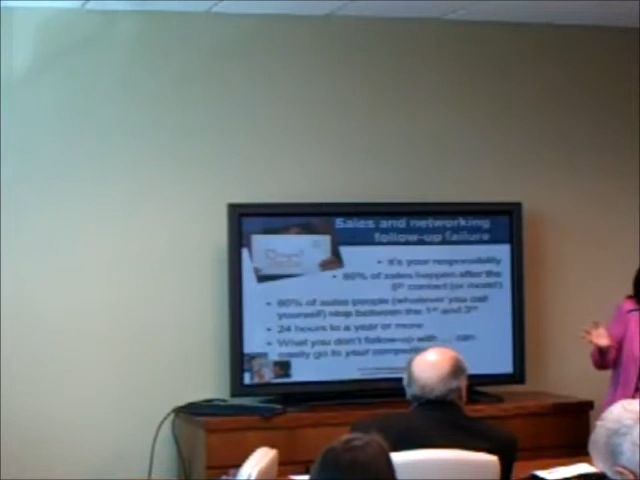 Sales and networking
follow-up failure
• It's your responsibility
• 80% of sales happen after the
5th contact (or more!)
• 80% of sales people (whatever you call
yourself) stop between the 1st and 3rd
• 24 hours to a year or more
• What you don't follow-up with ... can
easily go to your